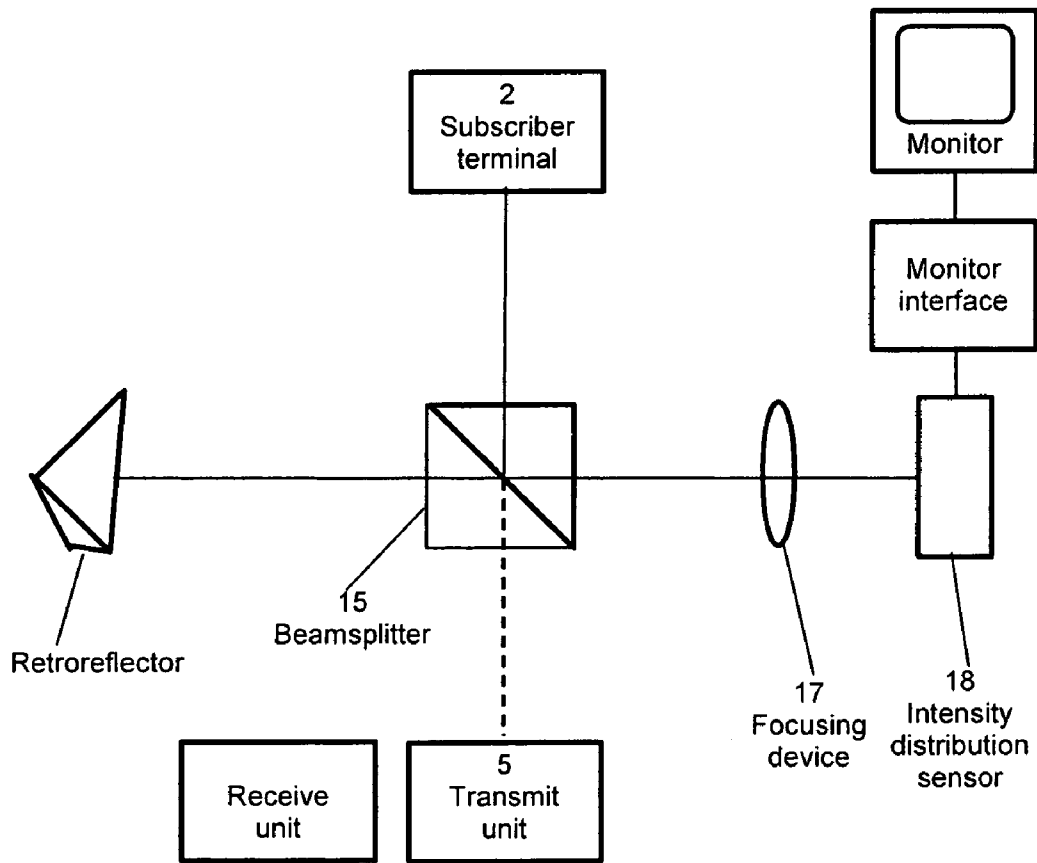 2
Subscriber
terminal
Monitor
Monitor
interface
15
Beamsplitter
Retroreflector
17
Focusing
device
18
Intensity
distribution
sensor
Receive
unit
5
Transmit
unit